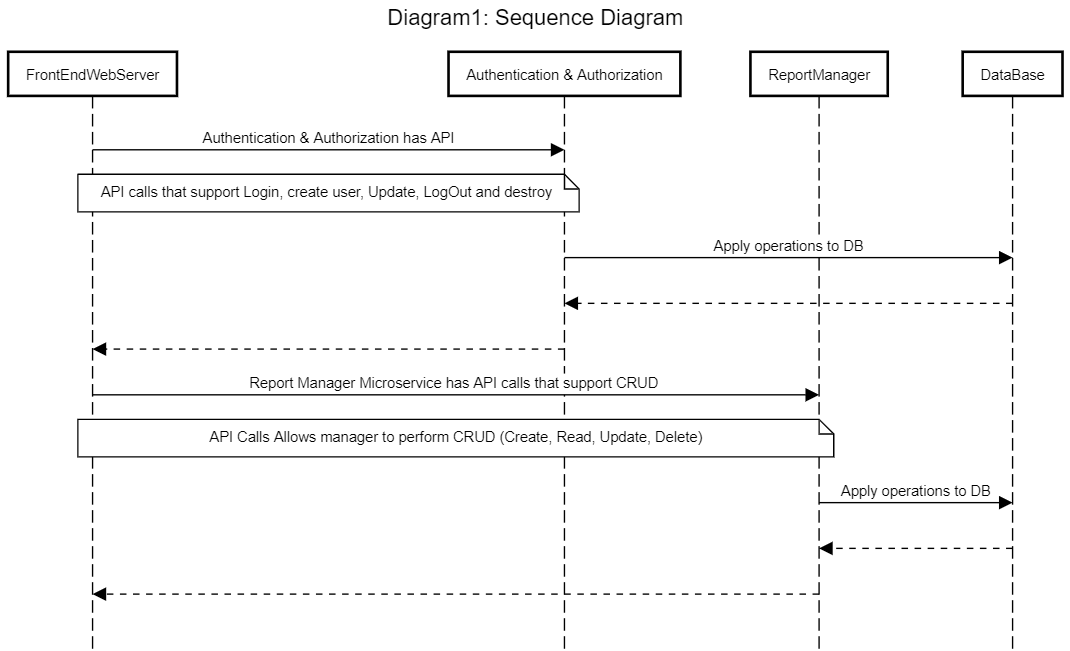 Diagram1: Sequence Diagram
FrontEndWebServer
Authentication & Authorization
ReportManager
DataBase
Authentication & Authorization has API
API calls that support Login, create user, Update, LogOut and destroy
Apply operations to DB
Report Manager Microservice has API calls that support CRUD
API Calls Allows manager to perform CRUD (Create, Read, Update, Delete)
Apply operations to DB